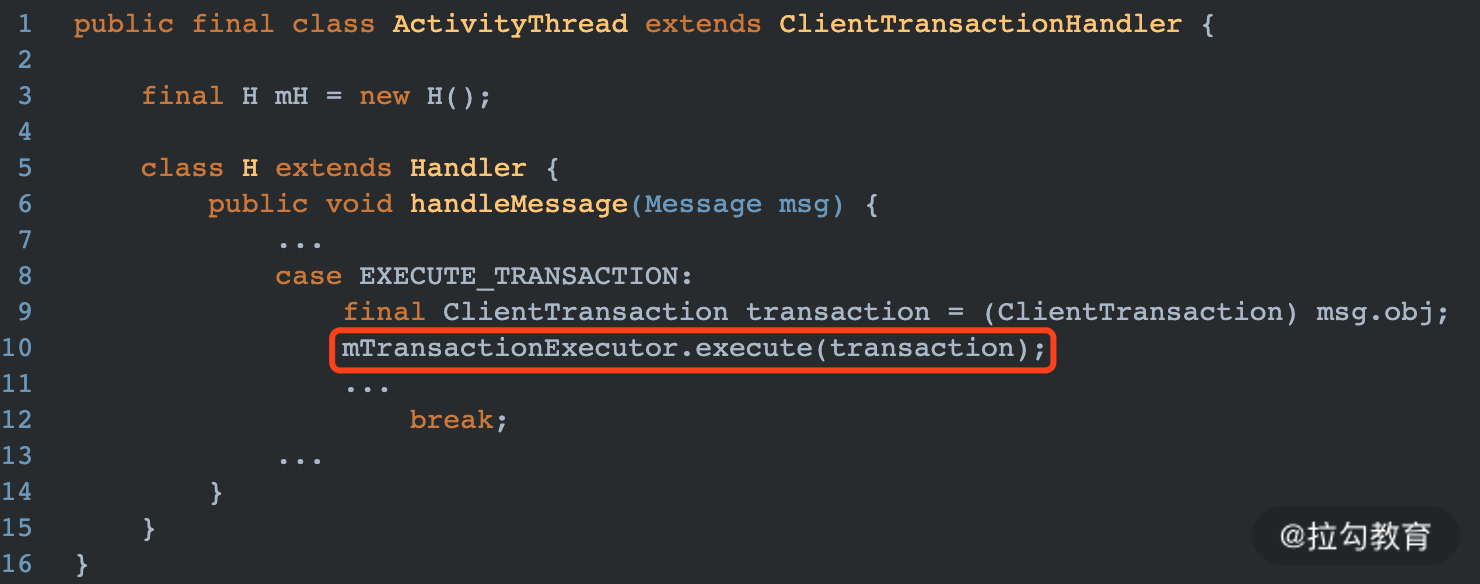 1 public final class ActivityThread extends ClientTransactionHandler {
2
3     final H mH = new H();
4
5     class H extends Handler {
6         public void handleMessage(Message msg) {
7             ...
8             case EXECUTE_TRANSACTION:
9                 final ClientTransaction transaction = (ClientTransaction) msg.obj;
10                mTransactionExecutor.execute(transaction);
11                ...
12                    break;
13            ...
14        }
15    }
16 }
@拉勾教育